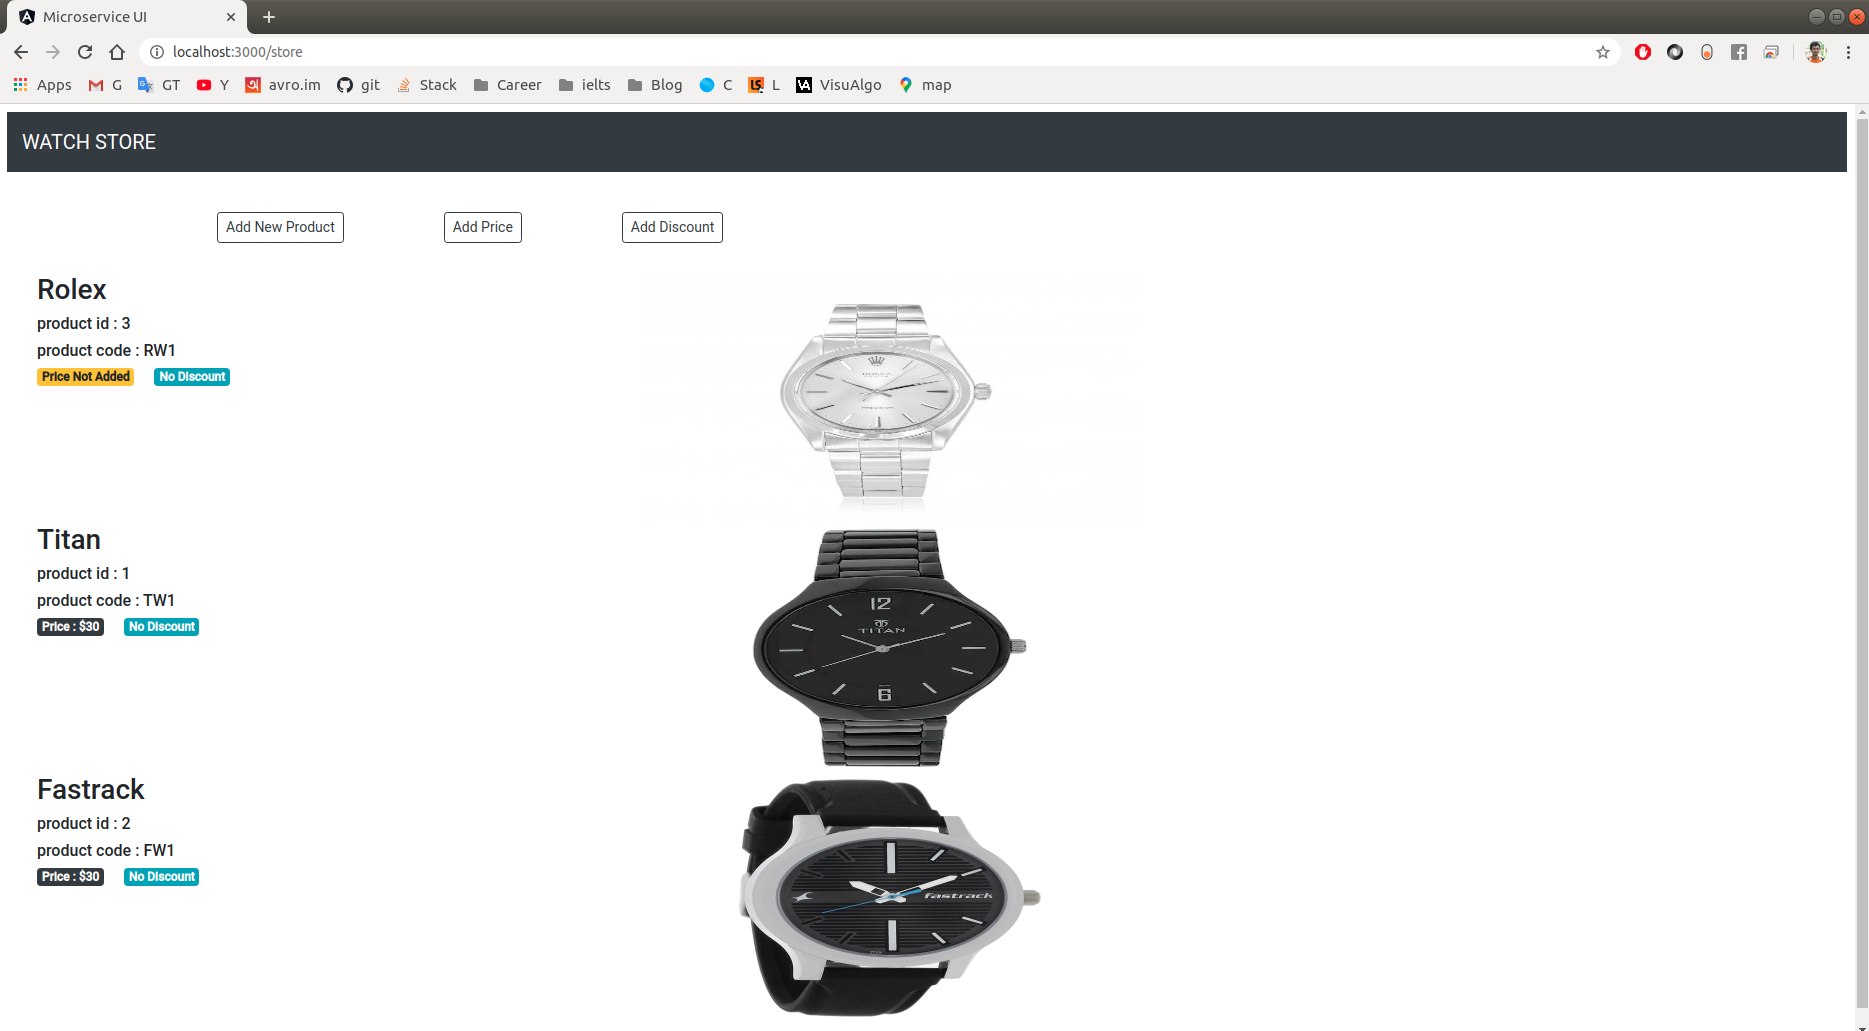 Microservice UI
localhost:3000/store
Apps G GT Y avro.im git Stack Career ielts Blog C LS L VisuAlgo map
WATCH STORE
Add New Product Add Price Add Discount
Rolex
product id : 3
product code : RW1
Price Not Added No Discount
ROLEX
PRECISION
Titan
product id : 1
product code : TW1
Price : $30 No Discount
12
TITAN
6
Fastrack
product id : 2
product code : FW1
Price : $30 No Discount
fastrack